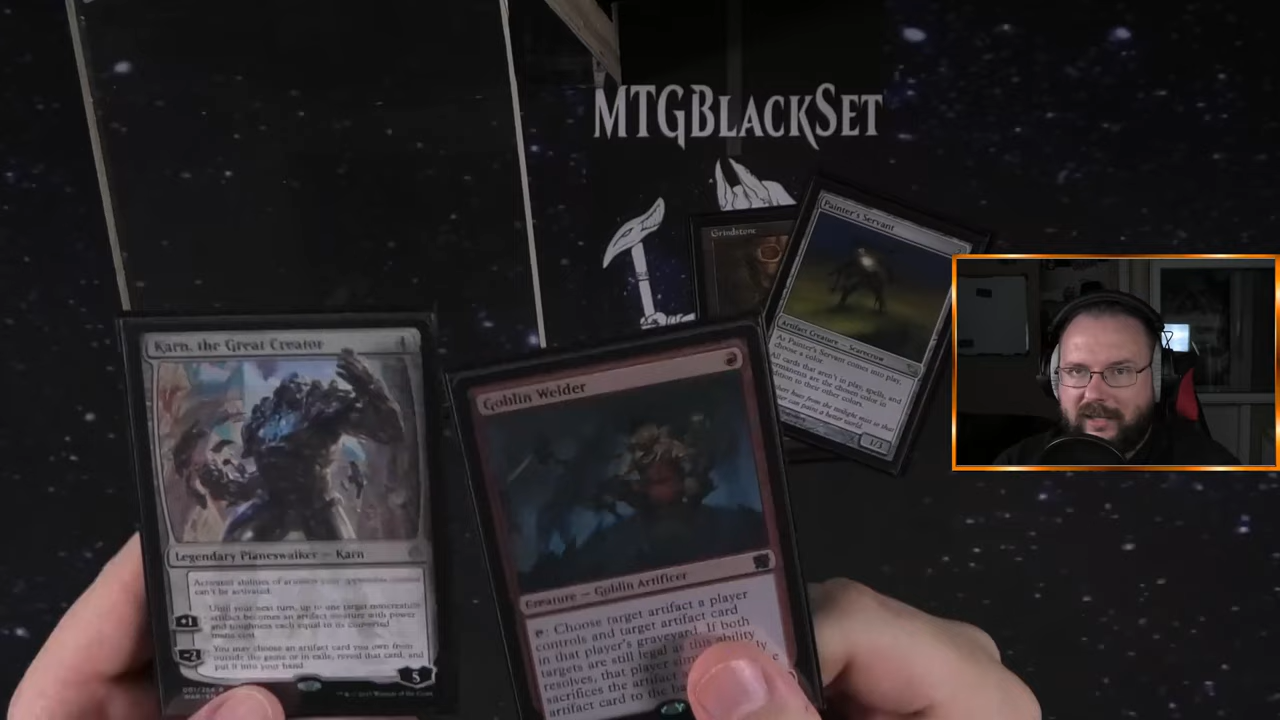 MTGBlackSet
Grindstone
Painter's Servant
Artifact Creature — Scarecrow
As Painter's Servant comes into play,
choose a color.
All cards that aren't in play, spells, and
permanents are the chosen color in
addition to their other colors.
1/3
Karn, the Great Creator
4
Legendary Planeswalker — Karn
Activated abilities of artifacts your opponents control
can't be activated.
+1
Until your next turn, up to one target noncreature
artifact becomes an artifact creature with power
and toughness each equal to its converted
mana cost.
-2
You may choose an artifact card you own from
outside the game or in exile, reveal that card, and
put it into your hand.
5
Goblin Welder
Creature — Goblin Artificer
: Choose target artifact a player
controls and target artifact card
in that player's graveyard. If both
targets are still legal as this ability
resolves, that player
sacrifices the artifact
artifact card to the